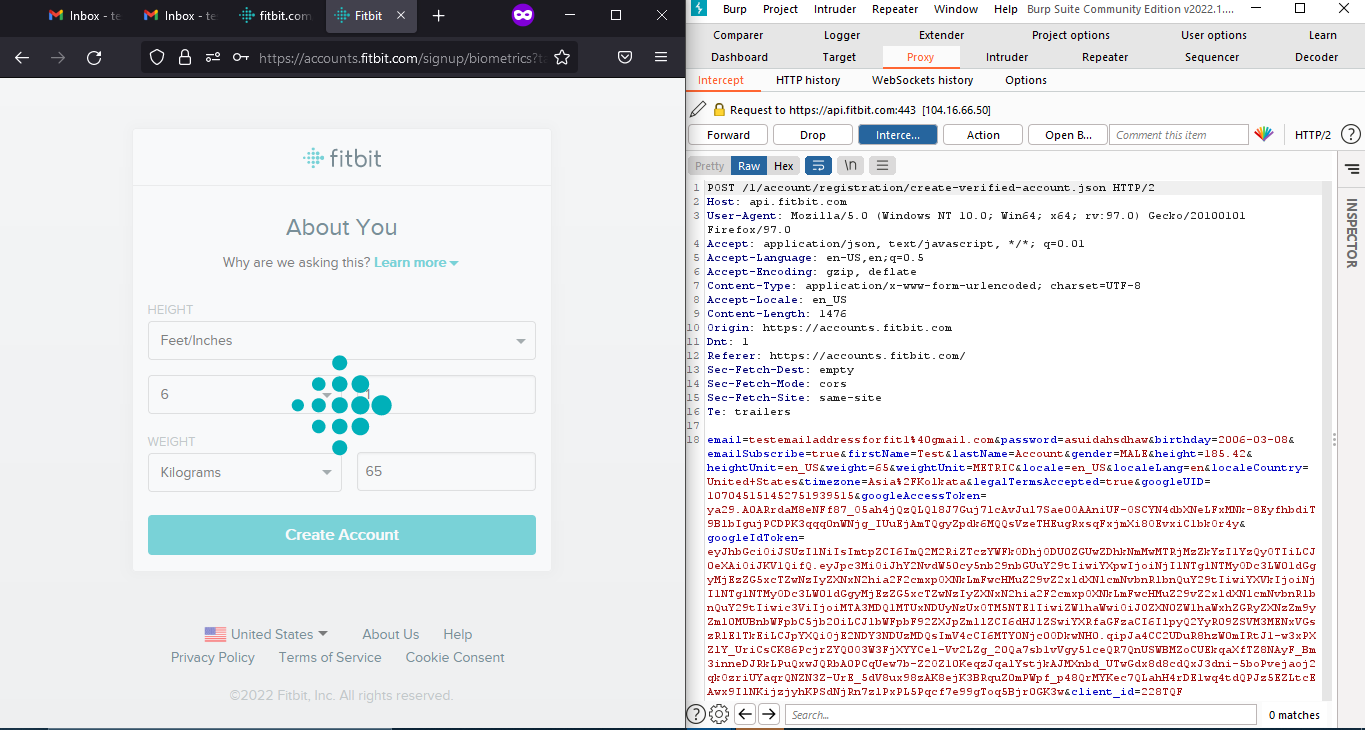 Inbox - te
Inbox - te
fitbit.com
Fitbit
https://accounts.fitbit.com/signup/biometrics?t
fitbit
About You
Why are we asking this? Learn more
HEIGHT
Feet/Inches
6
1
WEIGHT
Kilograms
65
Create Account
United States
About Us
Help
Privacy Policy
Terms of Service
Cookie Consent
©2022 Fitbit, Inc. All rights reserved.
Burp Project Intruder Repeater Window Help Burp Suite Community Edition v2022.1....
Comparer Logger Extender Project options User options Learn
Dashboard Target Proxy Intruder Repeater Sequencer Decoder
Intercept HTTP history WebSockets history Options
Request to https://api.fitbit.com:443 [104.16.66.50]
Forward Drop Interce... Action Open B... Comment this item HTTP/2
Pretty Raw Hex \n
INSPECTOR
1 POST /1/account/registration/create-verified-account.json HTTP/2
2 Host: api.fitbit.com
3 User-Agent: Mozilla/5.0 (Windows NT 10.0; Win64; x64; rv:97.0) Gecko/20100101
Firefox/97.0
4 Accept: application/json, text/javascript, */*; q=0.01
5 Accept-Language: en-US,en;q=0.5
6 Accept-Encoding: gzip, deflate
7 Content-Type: application/x-www-form-urlencoded; charset=UTF-8
8 Accept-Locale: en_US
9 Content-Length: 1476
10 Origin: https://accounts.fitbit.com
11 Dnt: 1
12 Referer: https://accounts.fitbit.com/
13 Sec-Fetch-Dest: empty
14 Sec-Fetch-Mode: cors
15 Sec-Fetch-Site: same-site
16 Te: trailers
17
18
email=testemailaddressforfit1%40gmail.com&password=asuidahsdhaw&birthday=2006-03-08&
emailSubscribe=true&firstName=Test&lastName=Account&gender=MALE&height=185.42&
heightUnit=en_US&weight=65&weightUnit=METRIC&locale=en_US&localeLang=en&localeCountry=
United+States&timezone=Asia%2FKolkata&legalTermsAccepted=true&googleUID=
107045151452751939515&googleAccessToken=
googleIdToken=
&client_id=228TQF
Search...
0 matches